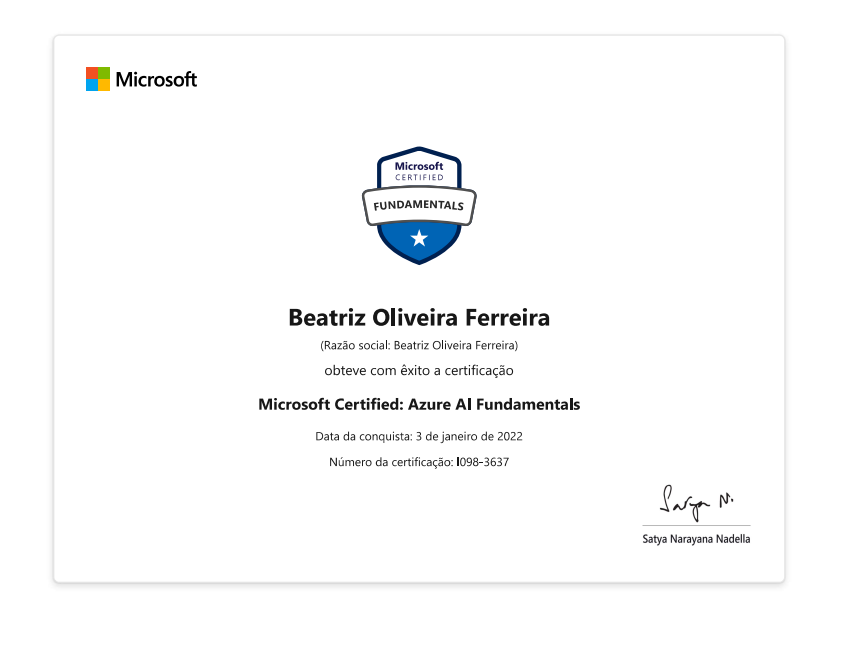 Microsoft
Microsoft
CERTIFIED
FUNDAMENTALS
Beatriz Oliveira Ferreira
(Razão social: Beatriz Oliveira Ferreira)
obteve com êxito a certificação
Microsoft Certified: Azure AI Fundamentals
Data da conquista: 3 de janeiro de 2022
Número da certificação: I098-3637
Satya N.
Satya Narayana Nadella